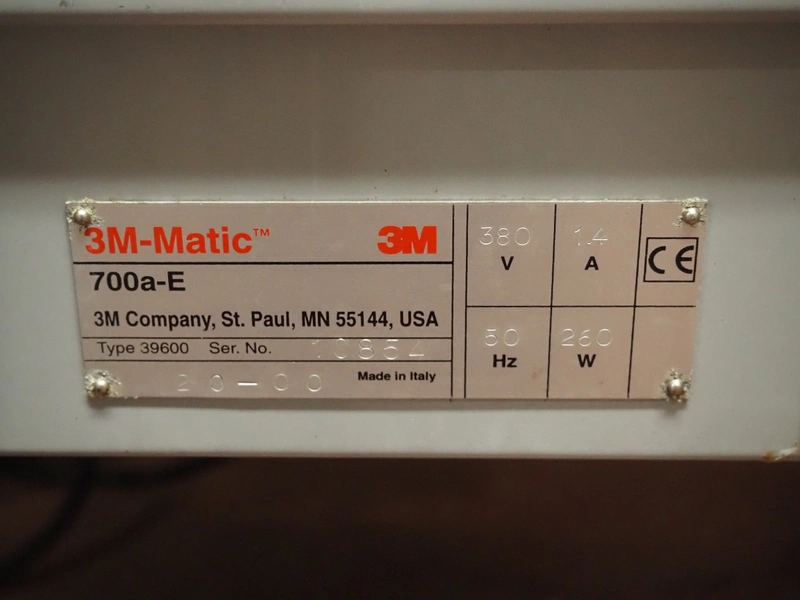 3M-Matic™ 3M
700a-E
3M Company, St. Paul, MN 55144, USA
Type 39600 Ser. No. 10854
20-00 Made in Italy
380 1.4
V A CE
50 260
Hz W